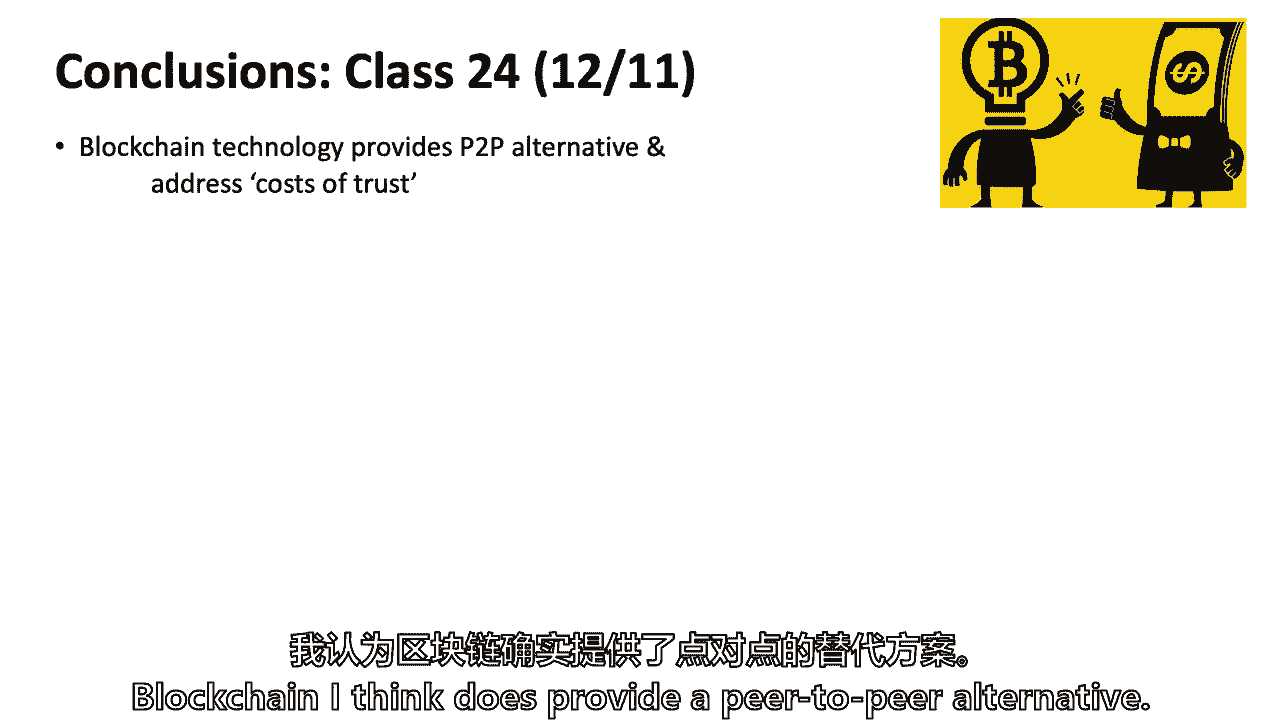 Conclusions: Class 24 (12/11)
• Blockchain technology provides P2P alternative &
address ‘costs of trust’
我认为区块链确实提供了点对点的替代方案。
Blockchain I think does provide a peer-to-peer alternative.